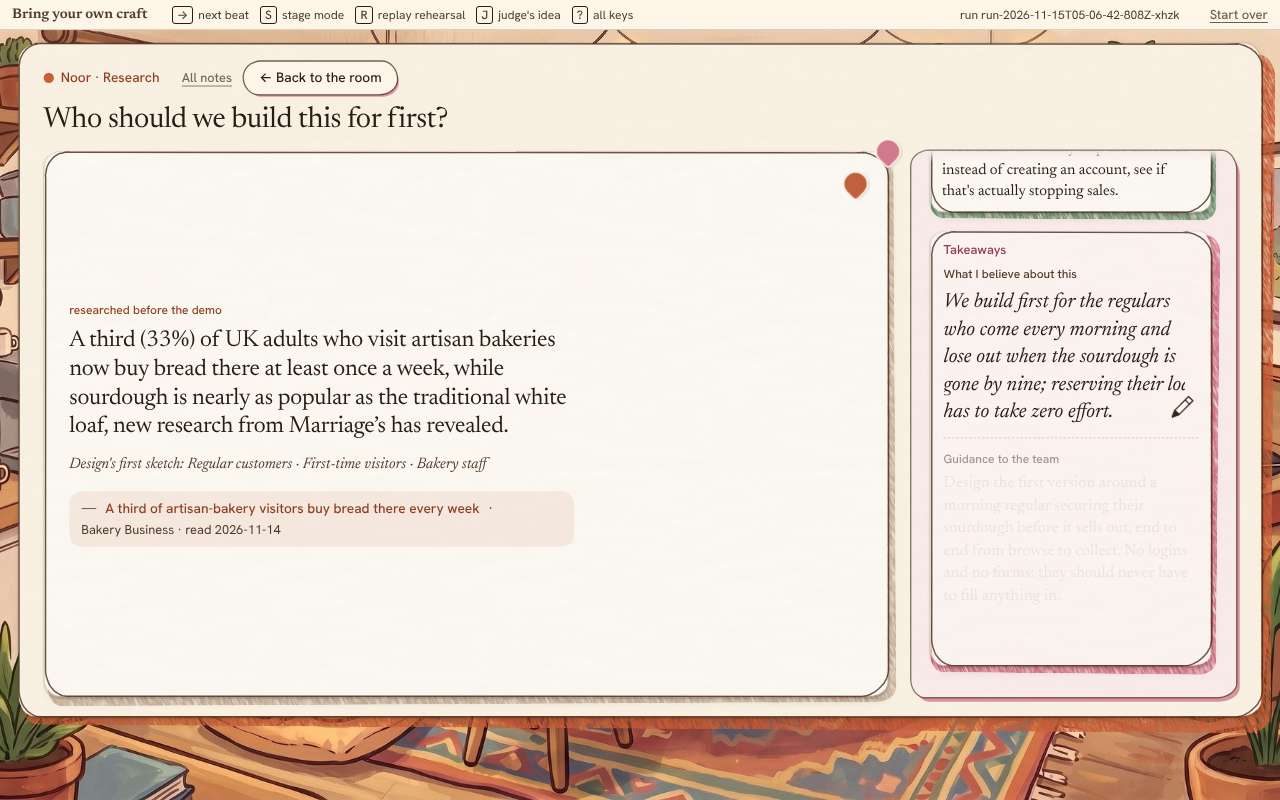 Bring your own craft → next beat S stage mode R replay rehearsal J judge's idea ? all keys run run-2026-11-15T05-06-42-808Z-xhzk Start over
Noor · Research All notes ← Back to the room
Who should we build this for first?
researched before the demo
A third (33%) of UK adults who visit artisan bakeries
now buy bread there at least once a week, while
sourdough is nearly as popular as the traditional white
loaf, new research from Marriage’s has revealed.
Design's first sketch: Regular customers · First-time visitors · Bakery staff
— A third of artisan-bakery visitors buy bread there every week ·
Bakery Business · read 2026-11-14
instead of creating an account, see if
that's actually stopping sales.
Takeaways
What I believe about this
We build first for the regulars
who come every morning and
lose out when the sourdough is
gone by nine; reserving their
has to take zero effort.
Guidance to the team
Design the first version around a
morning regular securing their
sourdough before it sells out, end to
end from browse to collect. No logins
and no forms: they should never have
to fill anything in.